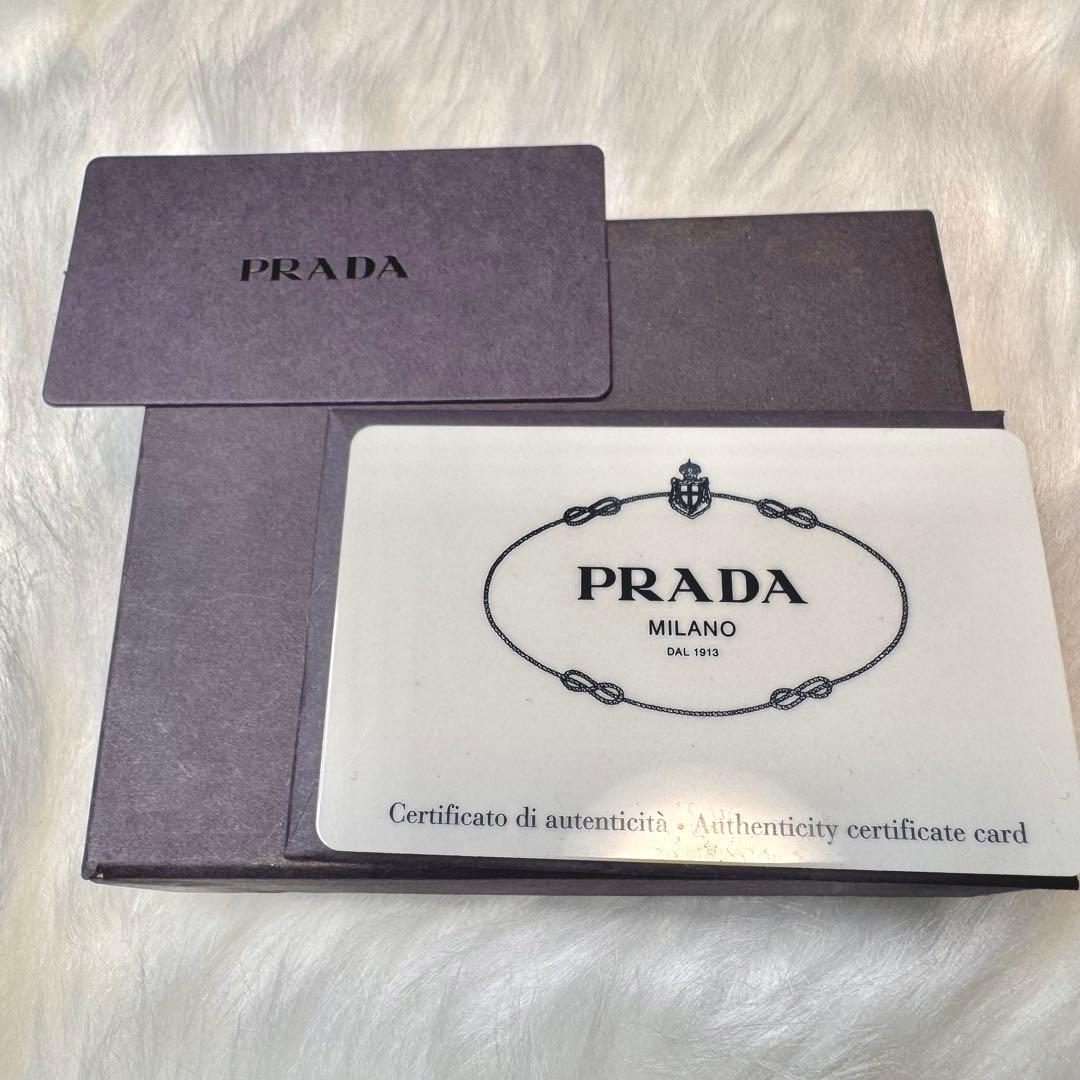 PRADA
PRADA
MILANO
DAL 1913
Certificato di autenticità • Authenticity certificate card